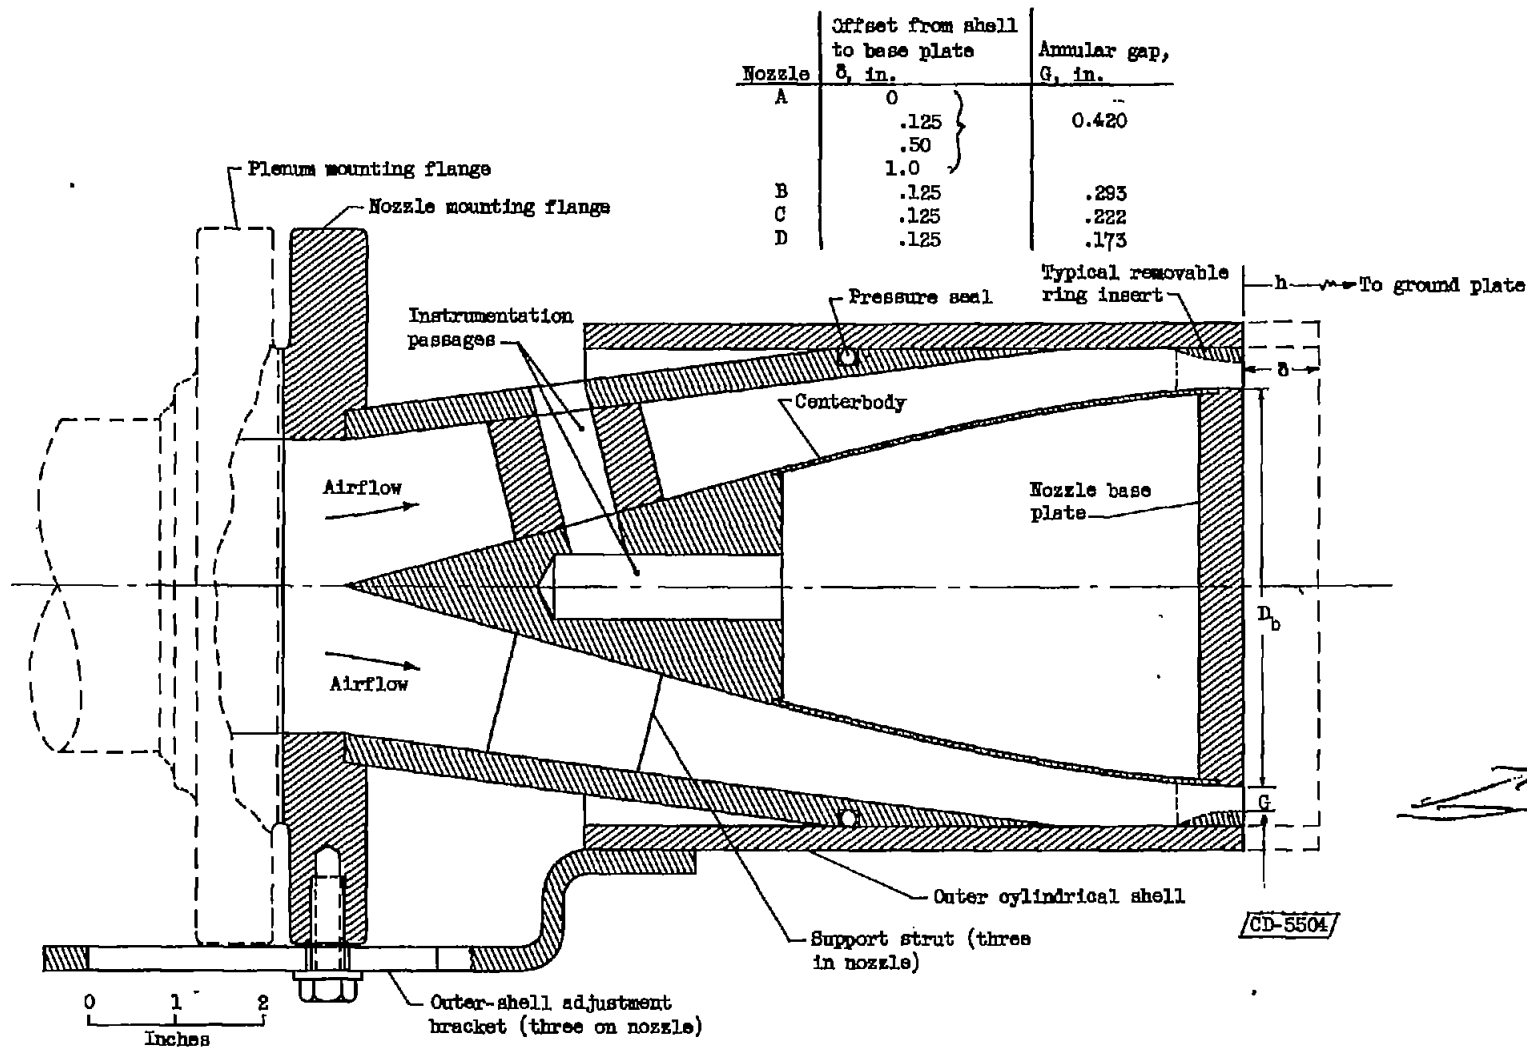 Nozzle | Offset from shell to base plate δ, in. | Annular gap, G, in.
A | 0 | --
.125 | 0.420
.50
1.0
B | .125 | .293
C | .125 | .222
D | .125 | .173
Plenum mounting flange
Nozzle mounting flange
Instrumentation
passages
Pressure seal
Typical removable
ring insert
h
To ground plate
δ
Centerbody
Airflow
Nozzle base
plate
D_b
Airflow
G
Outer cylindrical shell
CD-5504
Support strut (three
in nozzle)
Outer-shell adjustment
bracket (three on nozzle)
0 1 2
Inches